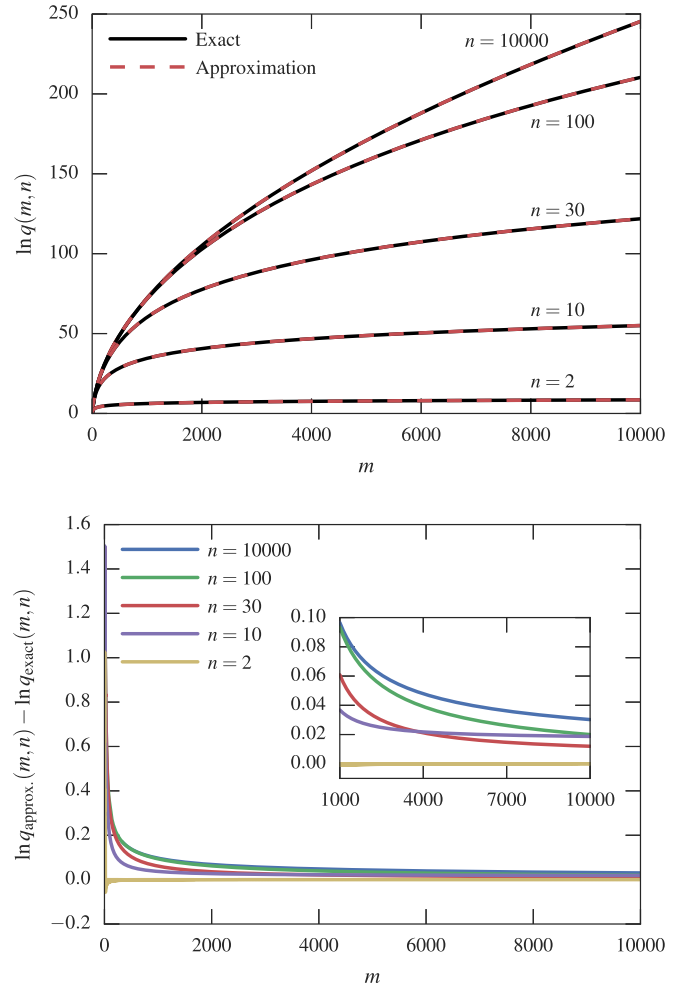 250
200
150
100
50
0
ln q(m,n)
Exact
Approximation
n = 10000
n = 100
n = 30
n = 10
n = 2
0 2000 4000 6000 8000 10000
m
1.6
1.4
1.2
1.0
0.8
0.6
0.4
0.2
0.0
−0.2
ln q_approx.(m,n) − ln q_exact(m,n)
n = 10000
n = 100
n = 30
n = 10
n = 2
0.10
0.08
0.06
0.04
0.02
0.00
1000 4000 7000 10000
0 2000 4000 6000 8000 10000
m